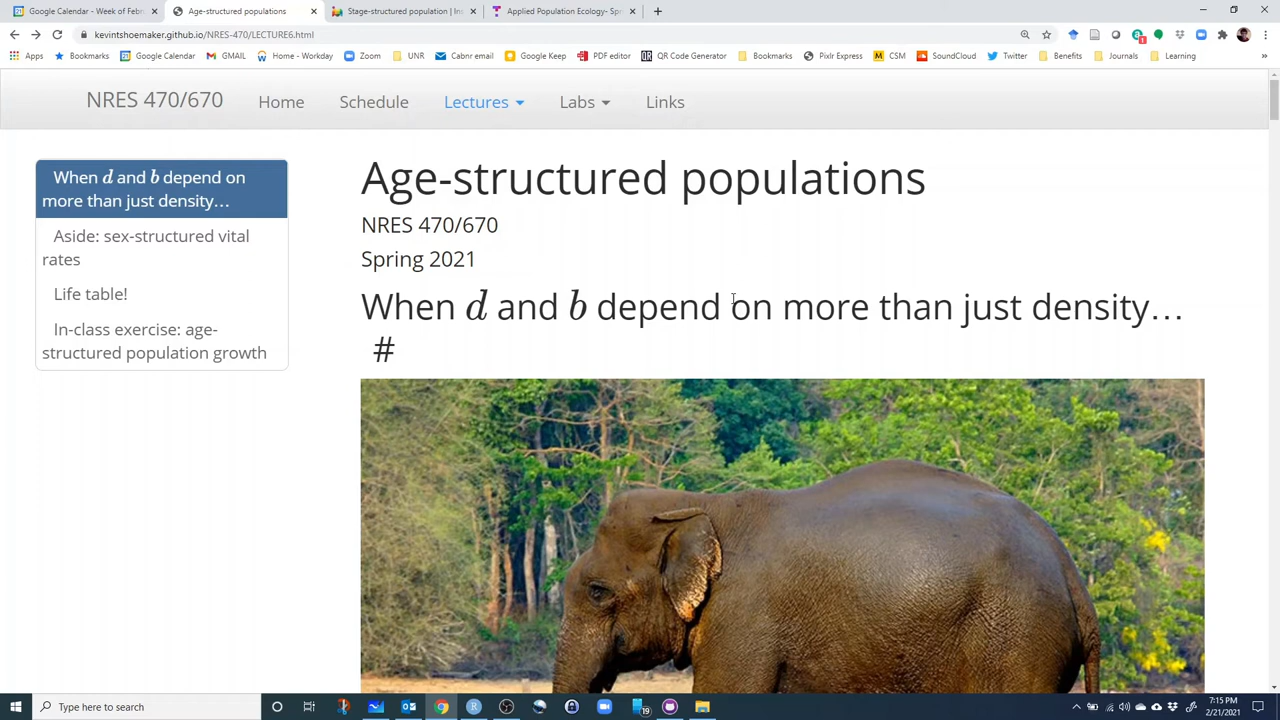 Google Calendar - Week of Febru
Age-structured populations
Stage-structured population | Ins
Applied Population Ecology- Spr
kevintshoemaker.github.io/NRES-470/LECTURE6.html
Apps
Bookmarks
Google Calendar
GMAIL
Home - Workday
Zoom
UNR
Cabnr email
Google Keep
PDF editor
QR Code Generator
Bookmarks
Pixlr Express
CSM
SoundCloud
Twitter
Benefits
Journals
Learning
NRES 470/670
Home
Schedule
Lectures
Labs
Links
When d and b depend on
more than just density…
Aside: sex-structured vital
rates
Life table!
In-class exercise: age-
structured population growth
Age-structured populations
NRES 470/670
Spring 2021
When d and b depend on more than just density…
#
Type here to search
19
7:15 PM
2/21/2021